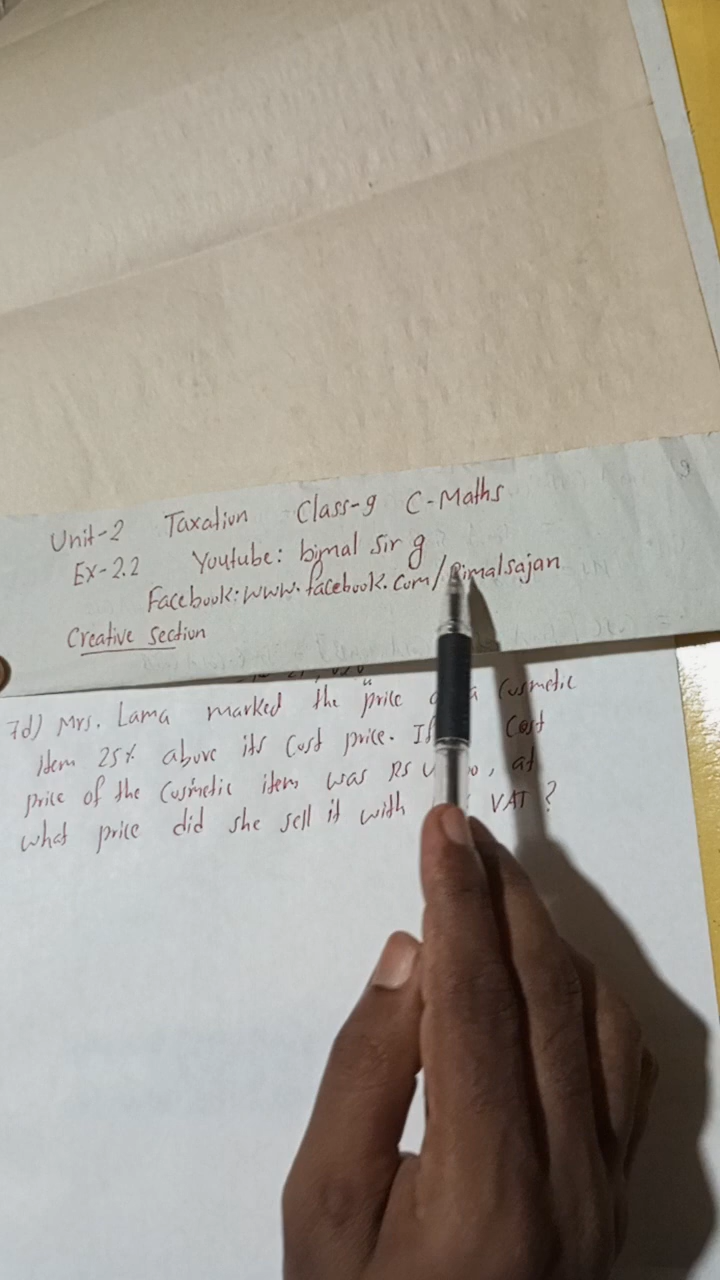 Unit-2 Taxation Class-9 C-Maths
Ex-2.2 Youtube: bimal sir g
Facebook:www.facebook.com/Bimalsajan
Creative section
7d) Mrs. Lama marked the price a Cosmetic
item 25% above its Cost price. If Cost
price of the Cosmetic item was RS at
what price did she sell it with VAT?